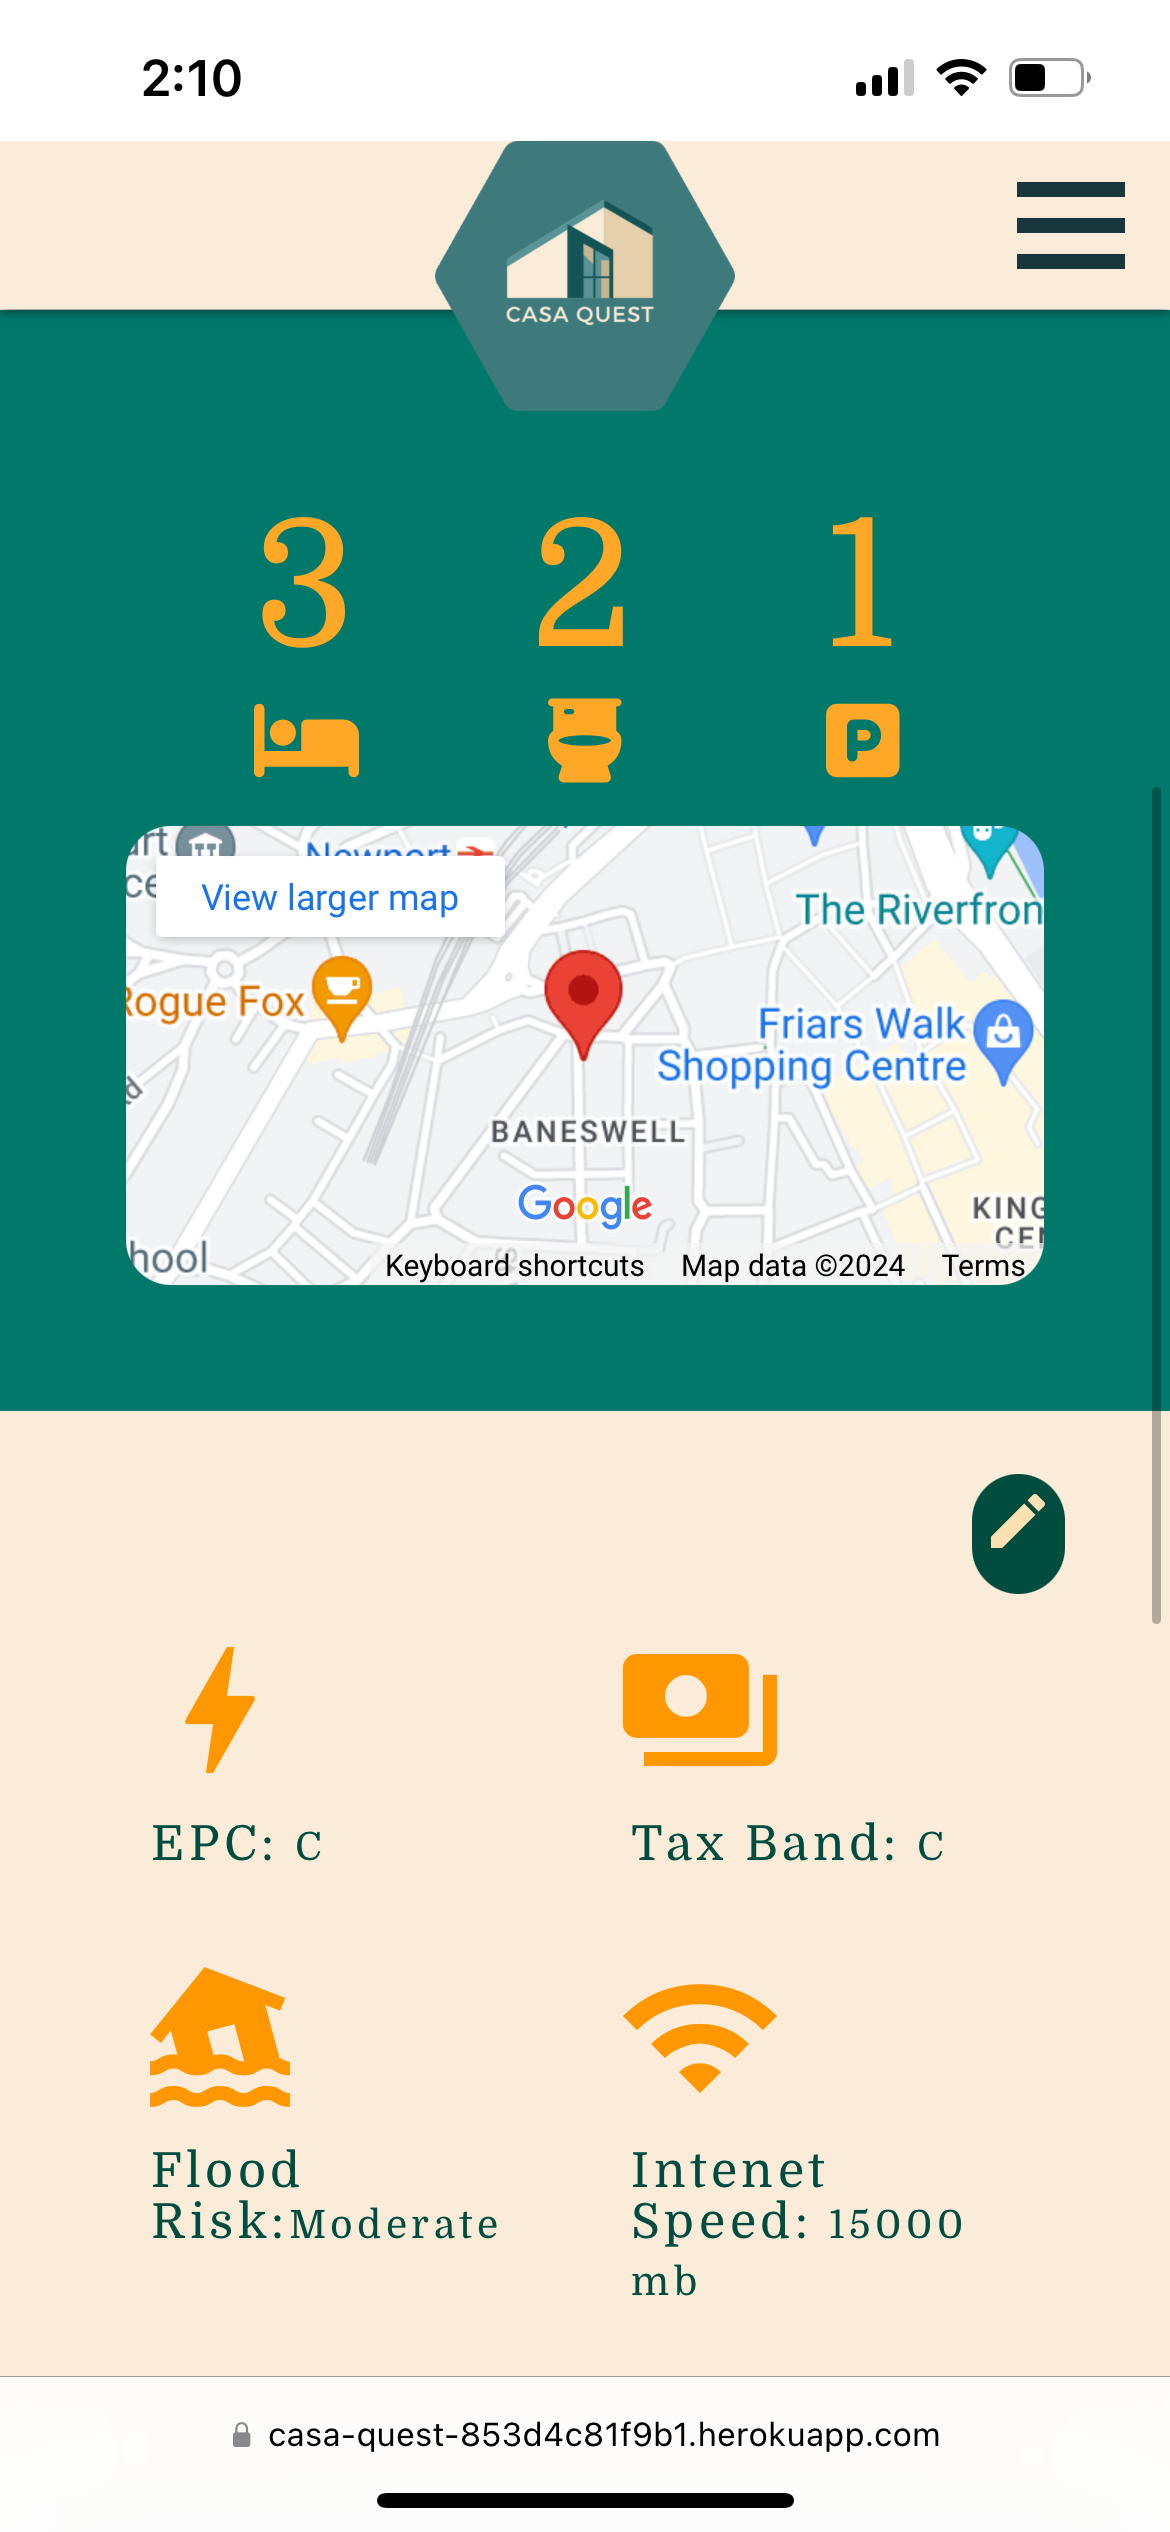 2:10
CASA QUEST
3 2 1
P
Newport
View larger map
The Riverfron
Rogue Fox
Friars Walk
Shopping Centre
BANESWELL
Google
KING
CEN
hool
Keyboard shortcuts Map data ©2024 Terms
EPC: C
Tax Band: C
Flood
Risk:Moderate
Intenet
Speed: 15000
mb
casa-quest-853d4c81f9b1.herokuapp.com